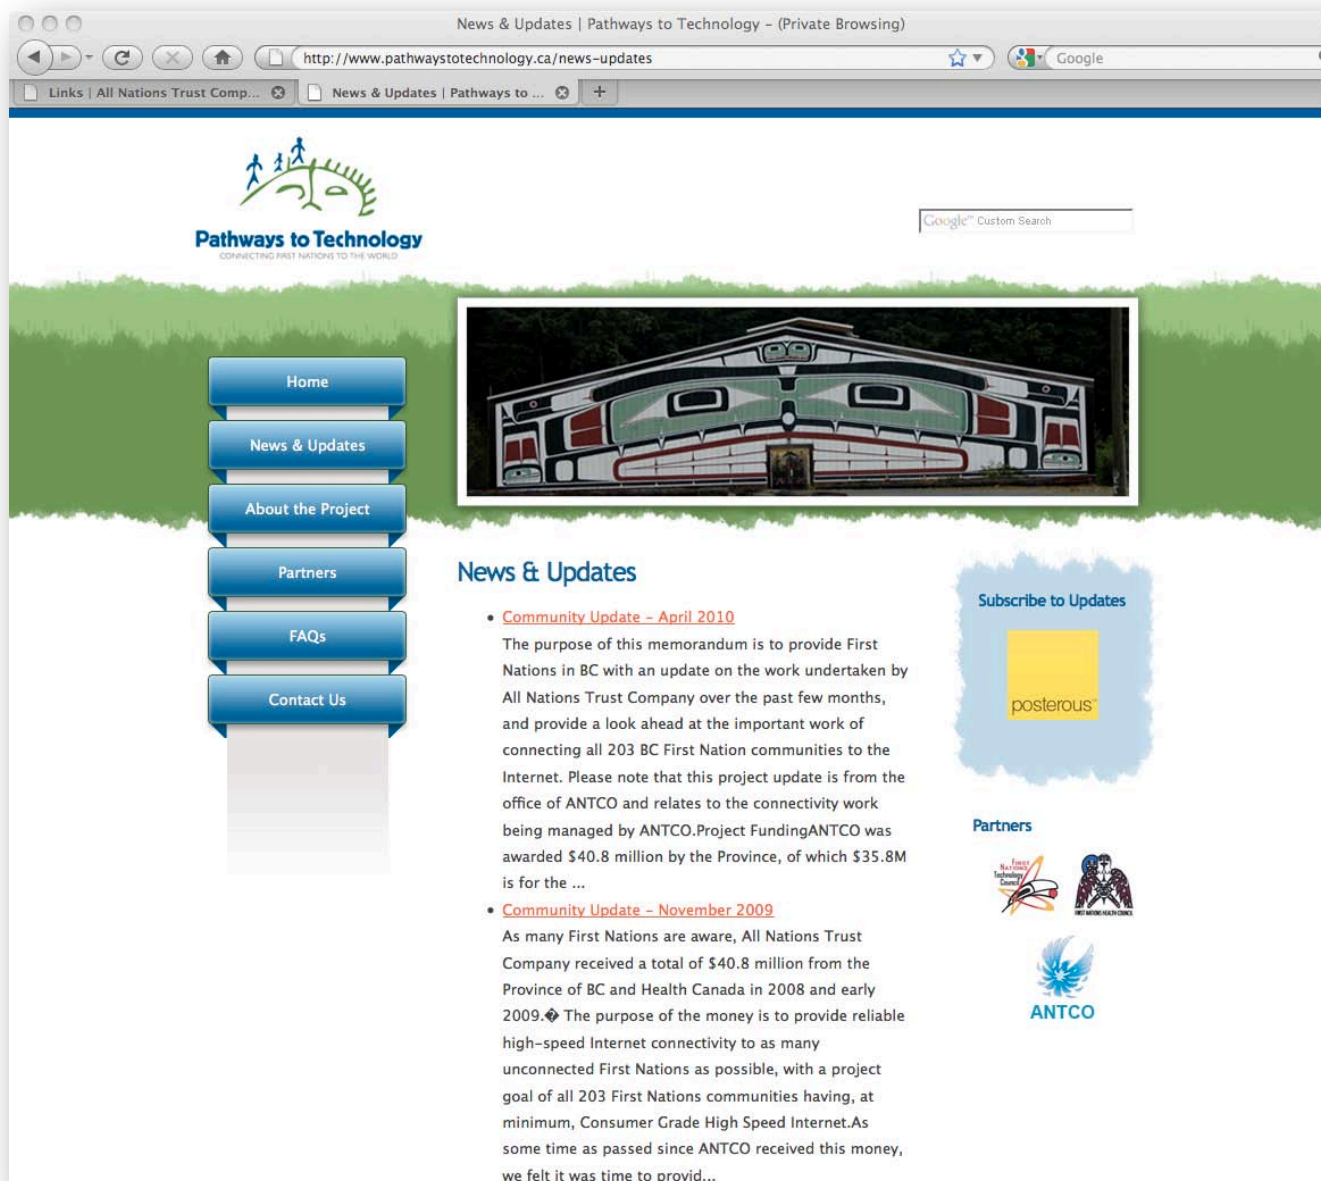 News & Updates | Pathways to Technology – (Private Browsing)
http://www.pathwaystotechnology.ca/news-updates
Google
Links | All Nations Trust Comp...
News & Updates | Pathways to ...
Pathways to Technology
CONNECTING FIRST NATIONS TO THE WORLD
Google™ Custom Search
Home
News & Updates
About the Project
Partners
FAQs
Contact Us
News & Updates
Community Update – April 2010
The purpose of this memorandum is to provide First
Nations in BC with an update on the work undertaken by
All Nations Trust Company over the past few months,
and provide a look ahead at the important work of
connecting all 203 BC First Nation communities to the
Internet. Please note that this project update is from the
office of ANTCO and relates to the connectivity work
being managed by ANTCO.Project FundingANTCO was
awarded $40.8 million by the Province, of which $35.8M
is for the ...
Community Update – November 2009
As many First Nations are aware, All Nations Trust
Company received a total of $40.8 million from the
Province of BC and Health Canada in 2008 and early
2009.� The purpose of the money is to provide reliable
high-speed Internet connectivity to as many
unconnected First Nations as possible, with a project
goal of all 203 First Nations communities having, at
minimum, Consumer Grade High Speed Internet.As
some time as passed since ANTCO received this money,
we felt it was time to provid...
Subscribe to Updates
posterous™
Partners
First
Nations
Technology
Council
FIRST NATIONS HEALTH COUNCIL
ANTCO